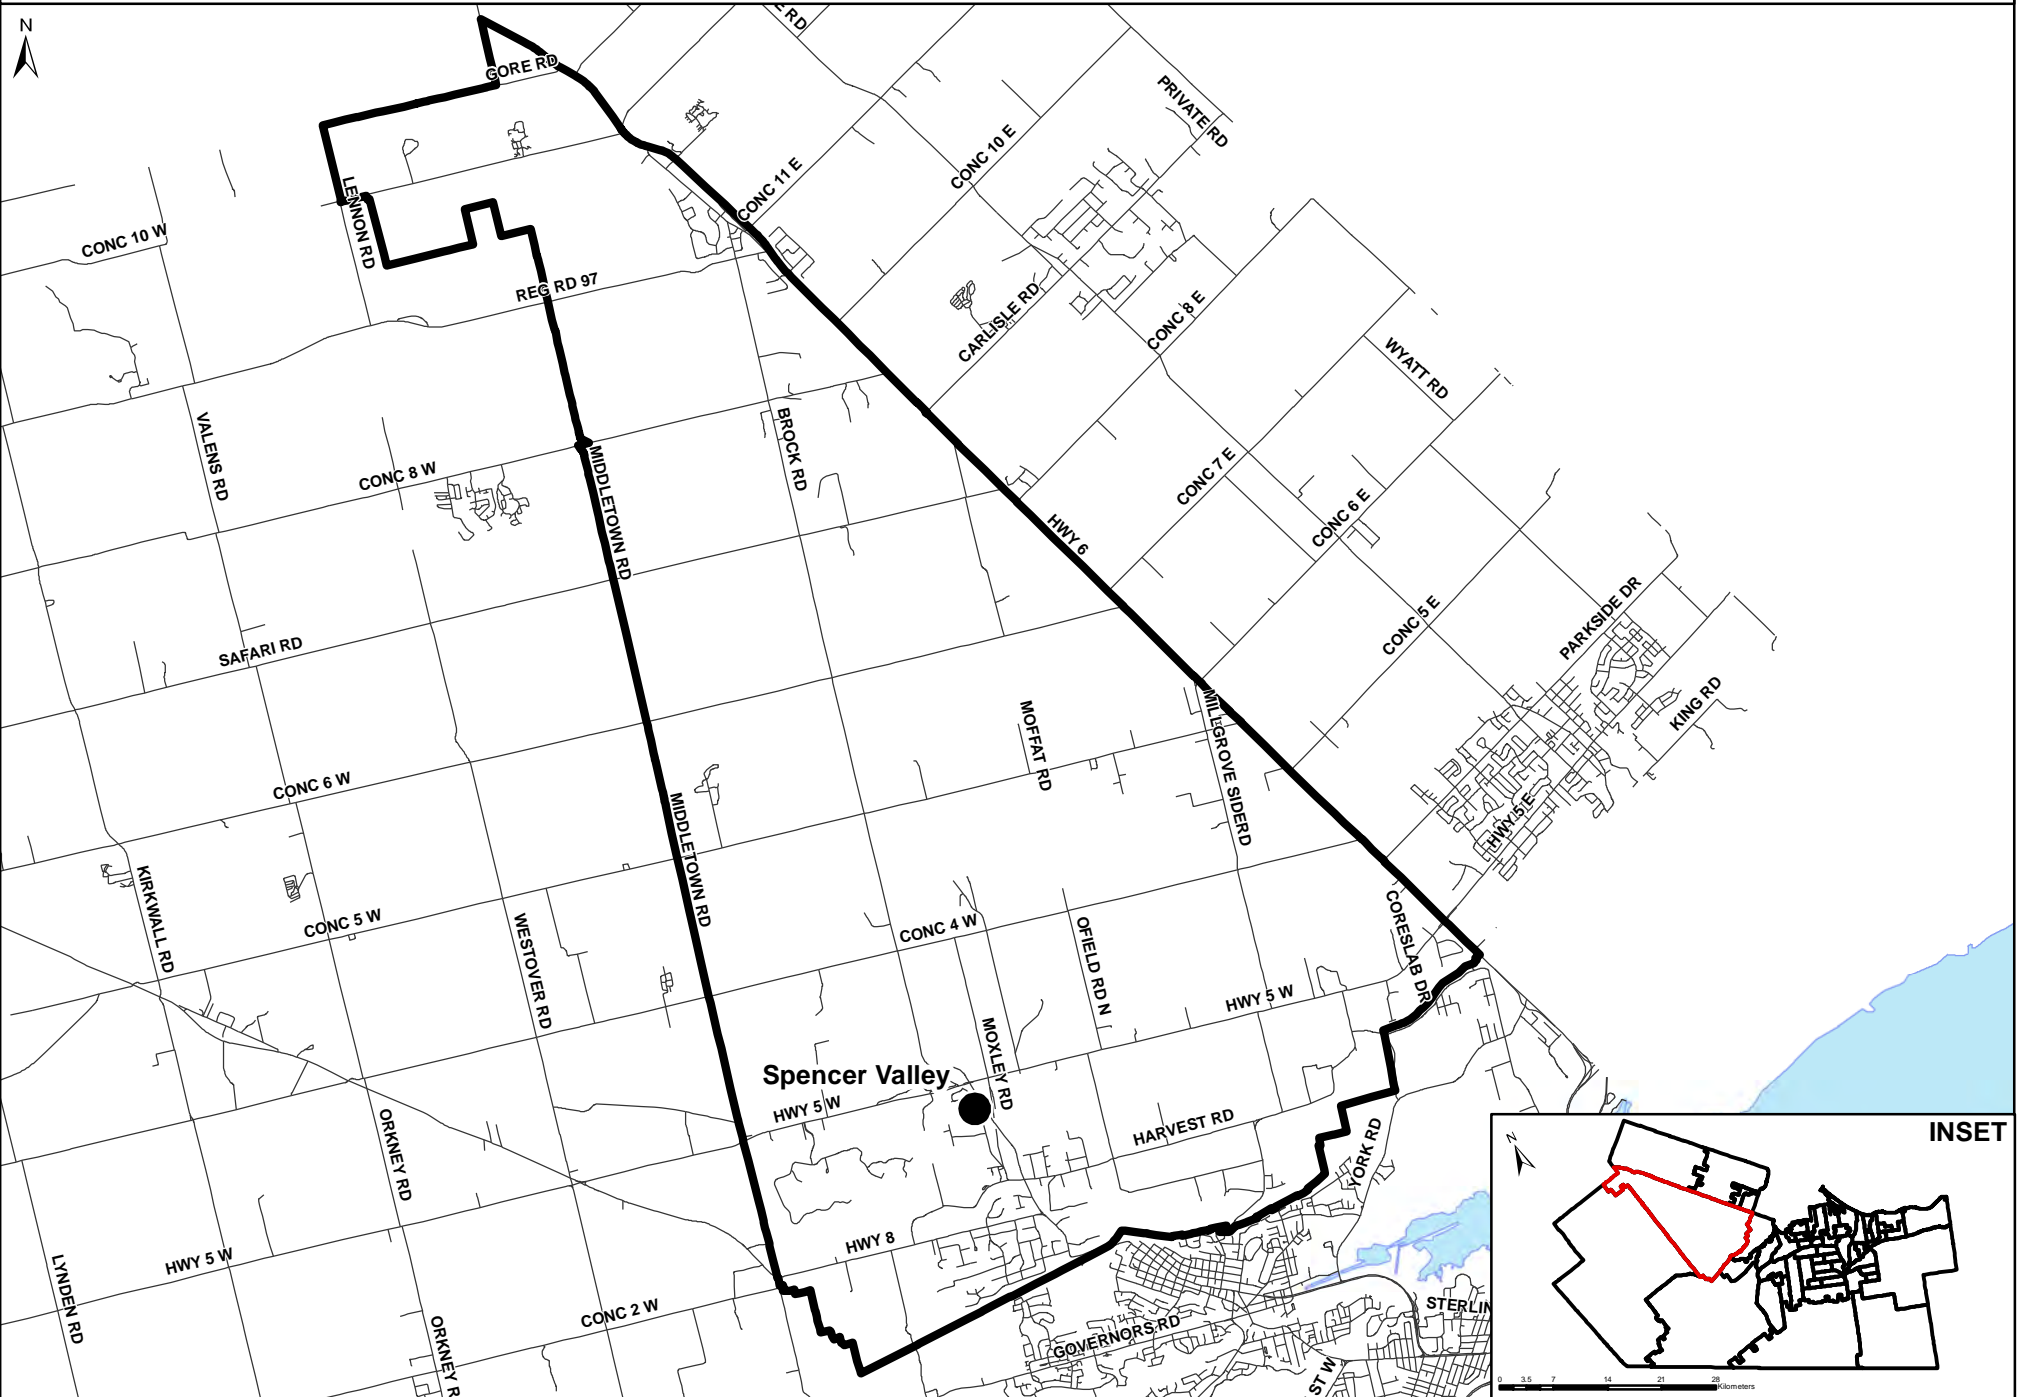 N
E RD
GORE RD
PRIVATE RD
CONC 10 E
CONC 11 E
LENNON RD
CONC 10 W
REG RD 97
CARLISLE RD
CONC 8 E
WYATT RD
VALENS RD
BROCK RD
CONC 8 W
MIDDLETOWN RD
CONC 7 E
CONC 6 E
HWY 6
CONC 5 E
PARKSIDE DR
SAFARI RD
KING RD
MOFFAT RD
MILLGROVE SIDERD
CONC 6 W
MIDDLETOWN RD
HWY 5 E
KIRKWALL RD
CONC 5 W
WESTOVER RD
CONC 4 W
OFIELD RD N
CORESLAB DR
HWY 5 W
MOXLEY RD
Spencer Valley
HWY 5 W
ORKNEY RD
HARVEST RD
YORK RD
INSET
N
HWY 8
HWY 5 W
LYNDEN RD
CONC 2 W
ORKNEY R
GOVERNORS RD
STERLIN
ST W
0 3.5 7 14 21 28
Kilometers